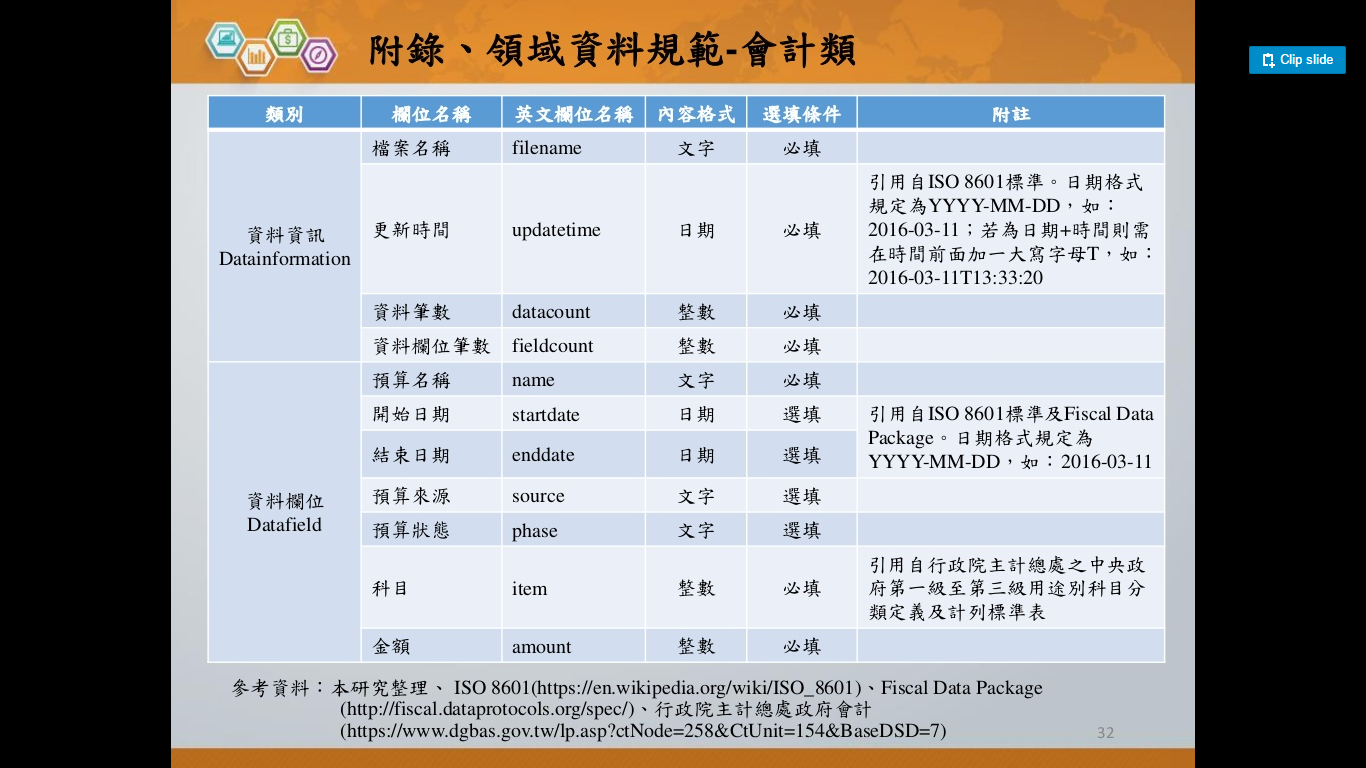 附錄、領域資料規範-會計類
Clip slide
類別 欄位名稱 英文欄位名稱 內容格式 選填條件 附註
資料資訊
Datainformation
檔案名稱 filename 文字 必填
更新時間 updatetime 日期 必填
引用自ISO 8601標準。日期格式
規定為YYYY-MM-DD，如：
2016-03-11；若為日期+時間則需
在時間前面加一大寫字母T，如：
2016-03-11T13:33:20
資料筆數 datacount 整數 必填
資料欄位筆數 fieldcount 整數 必填
資料欄位
Datafield
預算名稱 name 文字 必填
開始日期 startdate 日期 選填
結束日期 enddate 日期 選填
引用自ISO 8601標準及Fiscal Data
Package。日期格式規定為
YYYY-MM-DD，如：2016-03-11
預算來源 source 文字 選填
預算狀態 phase 文字 選填
科目 item 整數 必填
引用自行政院主計總處之中央政
府第一級至第三級用途別科目分
類定義及計列標準表
金額 amount 整數 必填
參考資料：本研究整理、 ISO 8601(https://en.wikipedia.org/wiki/ISO_8601)、Fiscal Data Package
(http://fiscal.dataprotocols.org/spec/)、行政院主計總處政府會計
(https://www.dgbas.gov.tw/lp.asp?ctNode=258&CtUnit=154&BaseDSD=7)
32